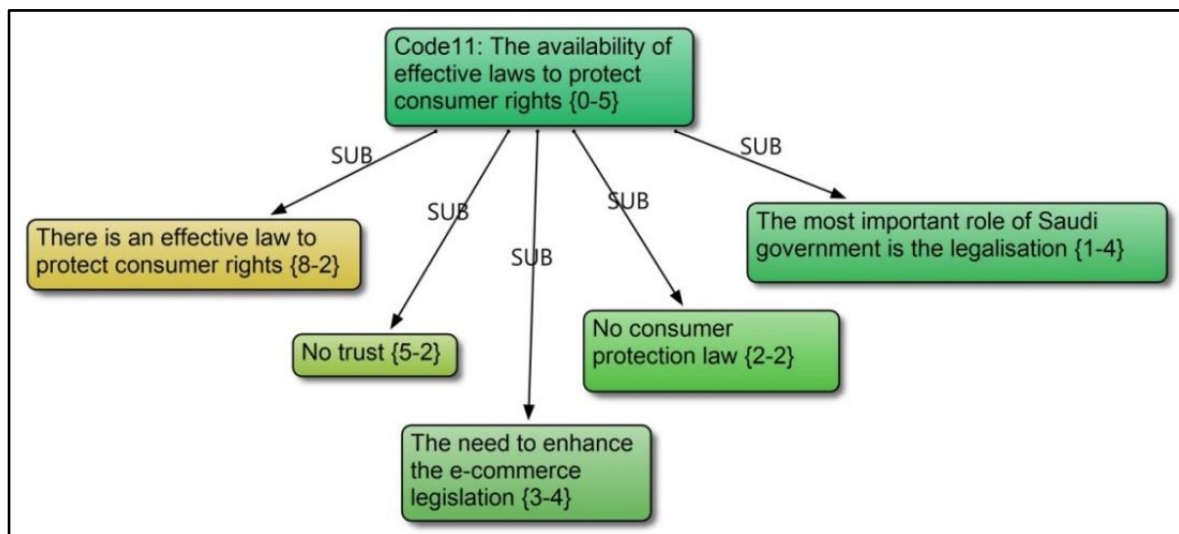 Code11: The availability of
effective laws to protect
consumer rights {0-5}
SUB
SUB
SUB
SUB
SUB
There is an effective law to
protect consumer rights {8-2}
The most important role of Saudi
government is the legalisation {1-4}
No trust {5-2}
No consumer
protection law {2-2}
The need to enhance
the e-commerce
legislation {3-4}